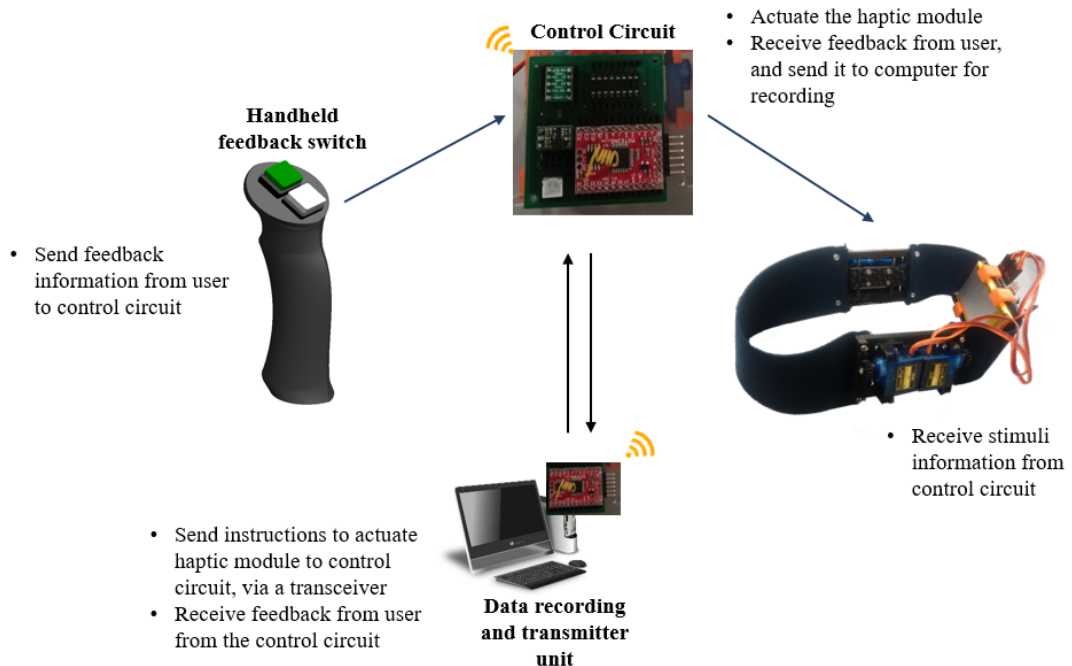 Control Circuit
• Actuate the haptic module
• Receive feedback from user,
and send it to computer for
recording
Handheld
feedback switch
• Send feedback
information from user
to control circuit
• Receive stimuli
information from
control circuit
• Send instructions to actuate
haptic module to control
circuit, via a transceiver
• Receive feedback from user
from the control circuit
Data recording
and transmitter
unit